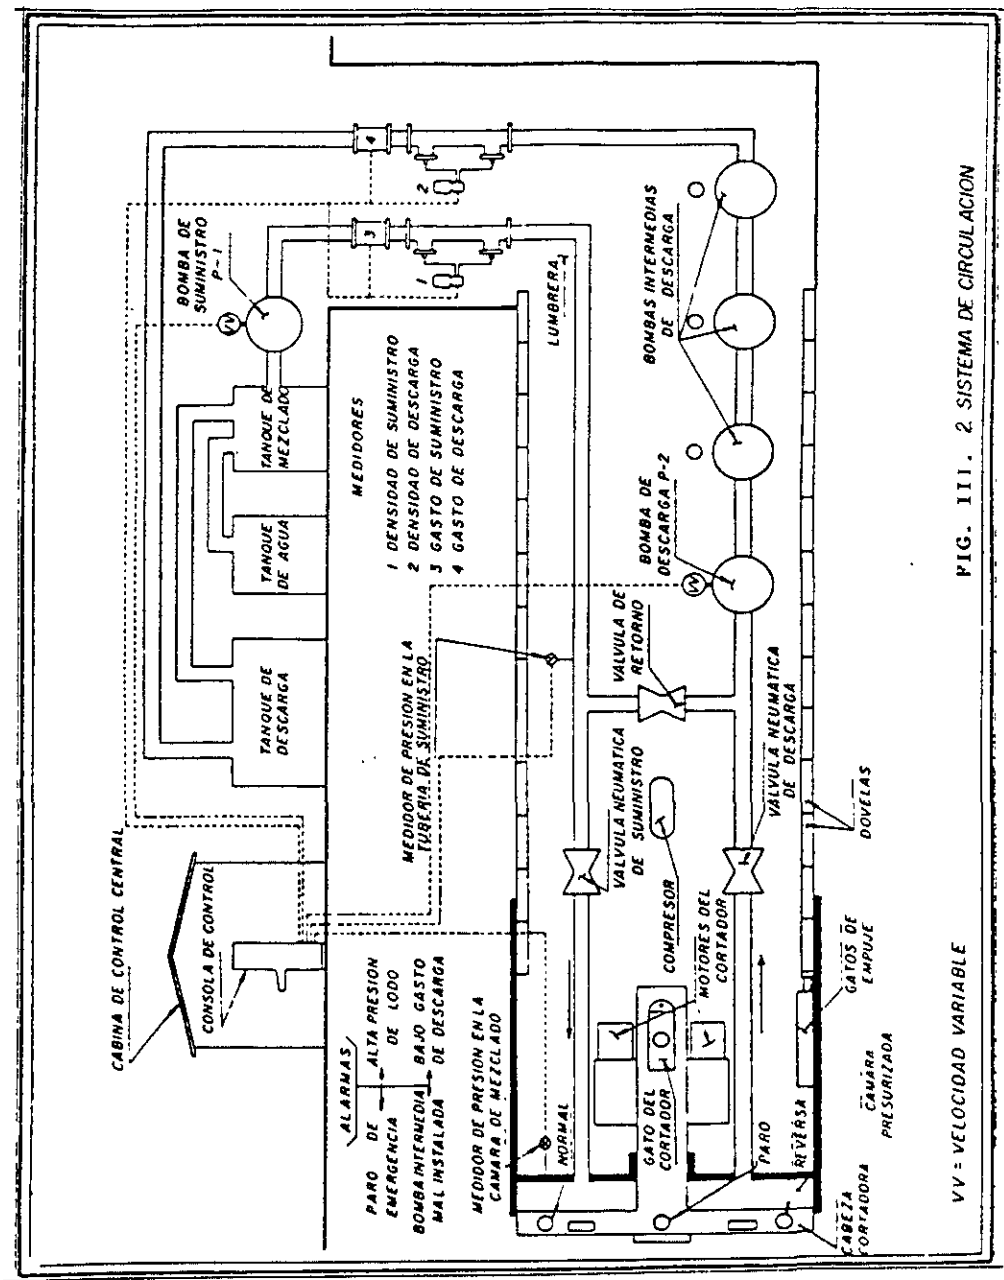 CABINA DE CONTROL CENTRAL
CONSOLA DE CONTROL
TANQUE DE
DESCARGA
TANQUE
DE AGUA
TANQUE DE
MEZCLADO
BOMBA DE
SUMINISTRO
P-1
VV
ALARMAS
PARO DE
EMERGENCIA
ALTA PRESION
DE LODO
BOMBA INTERMEDIA
MAL INSTALADA
BAJO GASTO
DE DESCARGA
MEDIDOR DE PRESION EN LA
CAMARA DE MEZCLADO
MEDIDOR DE PRESION EN LA
TUBERIA DE SUMINISTRO
MEDIDORES
1 DENSIDAD DE SUMINISTRO
2 DENSIDAD DE DESCARGA
3 GASTO DE SUMINISTRO
4 GASTO DE DESCARGA
1
2
3
4
LUMBRERA
NORMAL
GATO DEL
CORTADOR
PARO
REVERSA
MOTORES DEL
CORTADOR
COMPRESOR
VALVULA NEUMATICA
DE SUMINISTRO
VALVULA DE
RETORNO
VALVULA NEUMATICA
DE DESCARGA
BOMBA DE
DESCARGA P-2
VV
BOMBAS INTERMEDIAS
DE DESCARGA
CABEZA
CORTADORA
CAMARA
PRESURIZADA
GATOS DE
EMPUJE
DOVELAS
VV = VELOCIDAD VARIABLE
FIG. III. 2 SISTEMA DE CIRCULACION